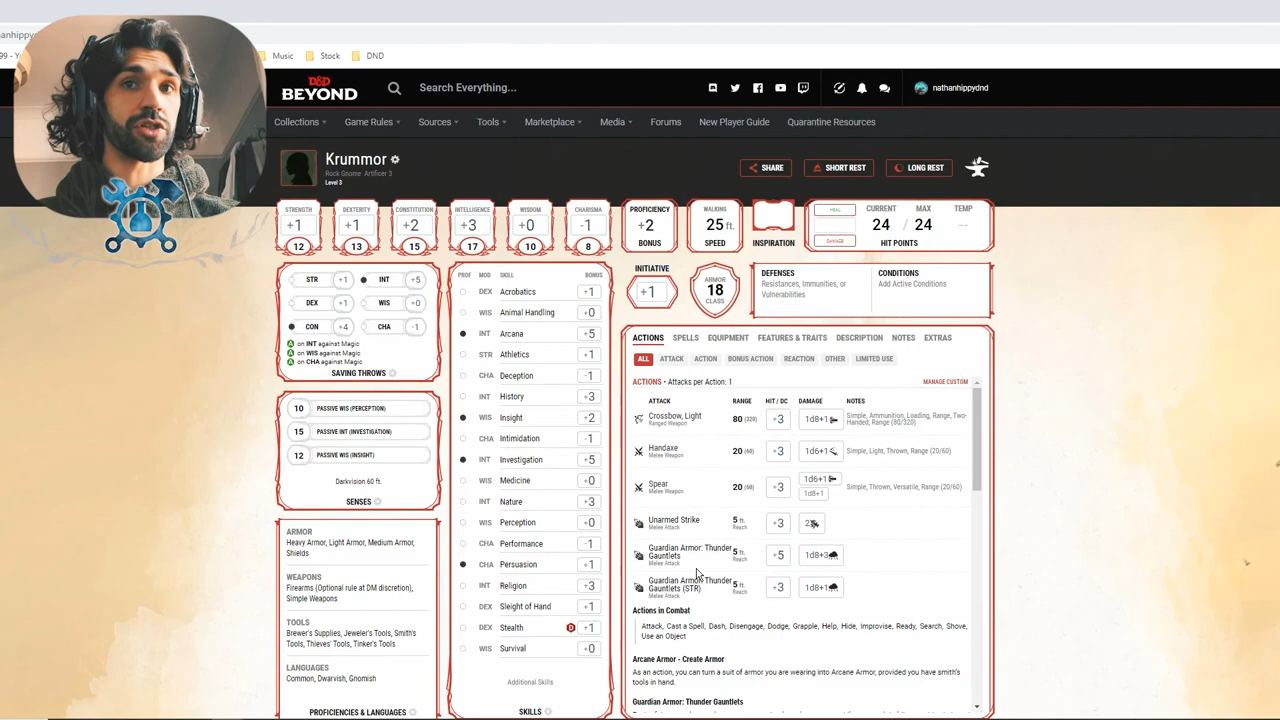 anhippy
99 - Yo
Music
Stock
DND
D&D
BEYOND
Search Everything...
nathanhippydnd
Collections
Game Rules
Sources
Tools
Marketplace
Media
Forums
New Player Guide
Quarantine Resources
Krummor
Rock Gnome Artificer 3
Level 3
SHARE
SHORT REST
LONG REST
STRENGTH
+1
12
DEXTERITY
+1
13
CONSTITUTION
+2
15
INTELLIGENCE
+3
17
WISDOM
+0
10
CHARISMA
-1
8
PROFICIENCY
+2
BONUS
WALKING
25 ft.
SPEED
INSPIRATION
HEAL
DAMAGE
CURRENT MAX TEMP
24 / 24 --
HIT POINTS
STR +1
INT +5
DEX +1
WIS +0
CON +4
CHA -1
A on INT against Magic
A on WIS against Magic
A on CHA against Magic
SAVING THROWS
10 PASSIVE WIS (PERCEPTION)
15 PASSIVE INT (INVESTIGATION)
12 PASSIVE WIS (INSIGHT)
Darkvision 60 ft.
SENSES
ARMOR
Heavy Armor, Light Armor, Medium Armor,
Shields
WEAPONS
Firearms (Optional rule at DM discretion),
Simple Weapons
TOOLS
Brewer's Supplies, Jeweler's Tools, Smith's
Tools, Thieves' Tools, Tinker's Tools
LANGUAGES
Common, Dwarvish, Gnomish
PROFICIENCIES & LANGUAGES
PROF MOD SKILL BONUS
DEX Acrobatics +1
WIS Animal Handling +0
INT Arcana +5
STR Athletics +1
CHA Deception -1
INT History +3
WIS Insight +2
CHA Intimidation -1
INT Investigation +5
WIS Medicine +0
INT Nature +3
WIS Perception +0
CHA Performance -1
CHA Persuasion +1
INT Religion +3
DEX Sleight of Hand +1
DEX Stealth D +1
WIS Survival +0
Additional Skills
SKILLS
INITIATIVE
+1
ARMOR
18
CLASS
DEFENSES
Resistances, Immunities, or
Vulnerabilities
CONDITIONS
Add Active Conditions
ACTIONS SPELLS EQUIPMENT FEATURES & TRAITS DESCRIPTION NOTES EXTRAS
ALL ATTACK ACTION BONUS ACTION REACTION OTHER LIMITED USE
ACTIONS • Attacks per Action: 1
MANAGE CUSTOM
ATTACK RANGE HIT / DC DAMAGE NOTES
Crossbow, Light
Ranged Weapon
80 (320) +3 1d8+1
Simple, Ammunition, Loading, Range, Two-
Handed, Range (80/320)
Handaxe
Melee Weapon
20 (60) +3 1d6+1 Simple, Light, Thrown, Range (20/60)
Spear
Melee Weapon
20 (60) +3 1d6+1
1d8+1
Simple, Thrown, Versatile, Range (20/60)
Unarmed Strike
Melee Attack
5 ft.
Reach
+3 2
Guardian Armor: Thunder
Gauntlets
Melee Attack
5 ft.
Reach
+5 1d8+3
Guardian Armor: Thunder
Gauntlets (STR)
Melee Attack
5 ft.
Reach
+3 1d8+1
Actions in Combat
Attack, Cast a Spell, Dash, Disengage, Dodge, Grapple, Help, Hide, Improvise, Ready, Search, Shove,
Use an Object
Arcane Armor - Create Armor
As an action, you can turn a suit of armor you are wearing into Arcane Armor, provided you have smith's
tools in hand.
Guardian Armor: Thunder Gauntlets